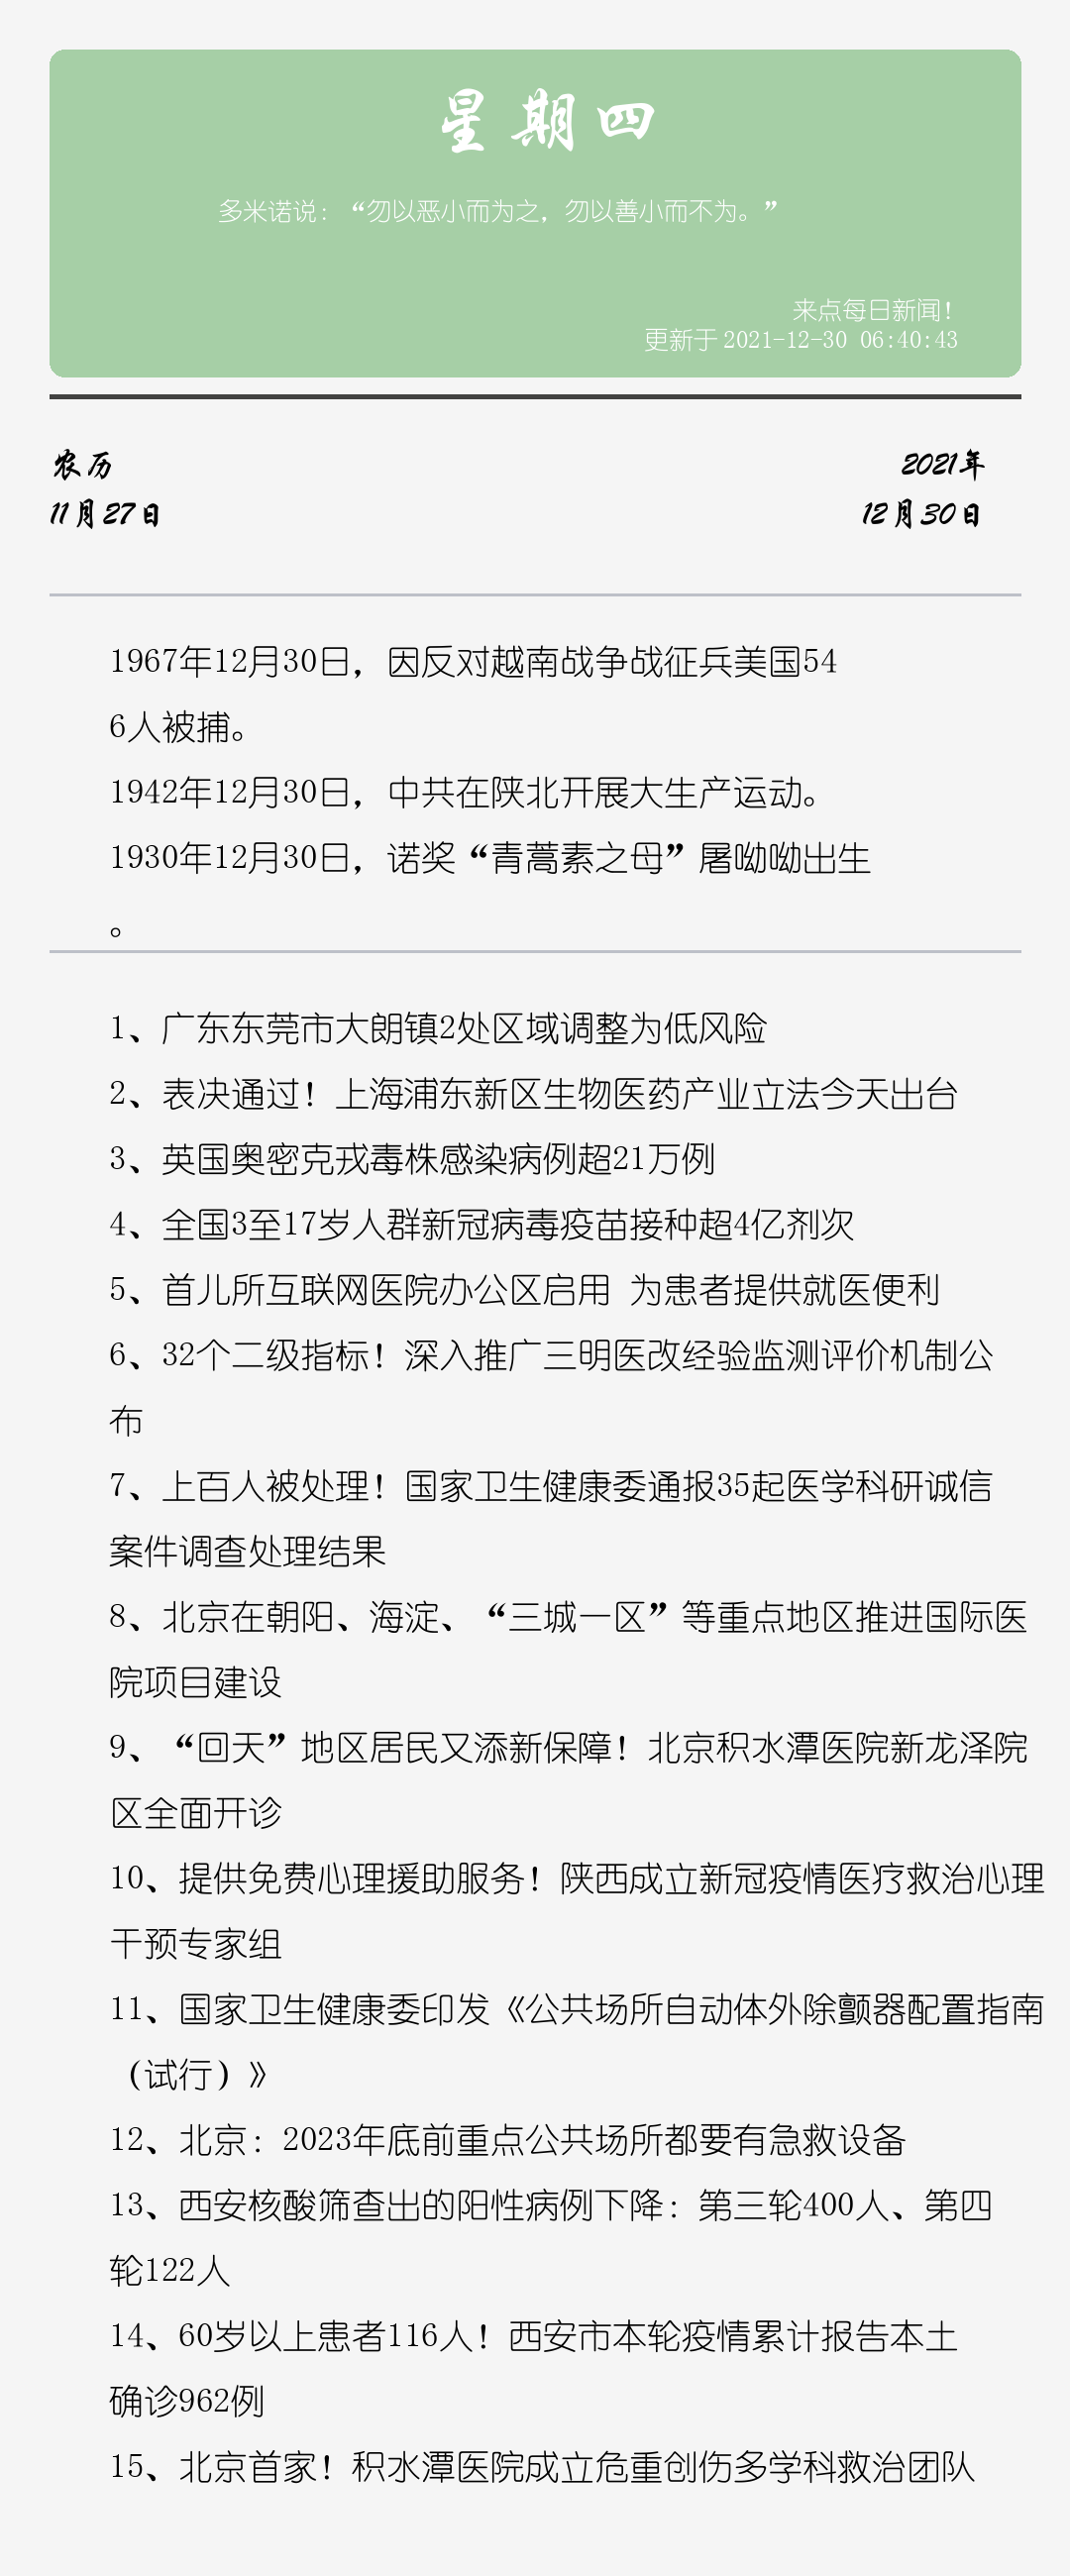 星期四
多米诺说：“勿以恶小而为之，勿以善小而不为。”
来点每日新闻！
更新于 2021-12-30 06:40:43
农历
11月27日
2021年
12月30日
1967年12月30日，因反对越南战争战征兵美国54
6人被捕。
1942年12月30日，中共在陕北开展大生产运动。
1930年12月30日，诺奖“青蒿素之母”屠呦呦出生
。
1、广东东莞市大朗镇2处区域调整为低风险
2、表决通过！上海浦东新区生物医药产业立法今天出台
3、英国奥密克戎毒株感染病例超21万例
4、全国3至17岁人群新冠病毒疫苗接种超4亿剂次
5、首儿所互联网医院办公区启用 为患者提供就医便利
6、32个二级指标！深入推广三明医改经验监测评价机制公
布
7、上百人被处理！国家卫生健康委通报35起医学科研诚信
案件调查处理结果
8、北京在朝阳、海淀、“三城一区”等重点地区推进国际医
院项目建设
9、“回天”地区居民又添新保障！北京积水潭医院新龙泽院
区全面开诊
10、提供免费心理援助服务！陕西成立新冠疫情医疗救治心理
干预专家组
11、国家卫生健康委印发《公共场所自动体外除颤器配置指南
（试行）》
12、北京：2023年底前重点公共场所都要有急救设备
13、西安核酸筛查出的阳性病例下降：第三轮400人、第四
轮122人
14、60岁以上患者116人！西安市本轮疫情累计报告本土
确诊962例
15、北京首家！积水潭医院成立危重创伤多学科救治团队